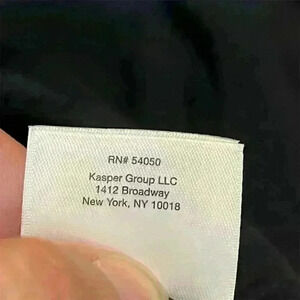 RN# 54050
Kasper Group LLC
1412 Broadway
New York, NY 10018